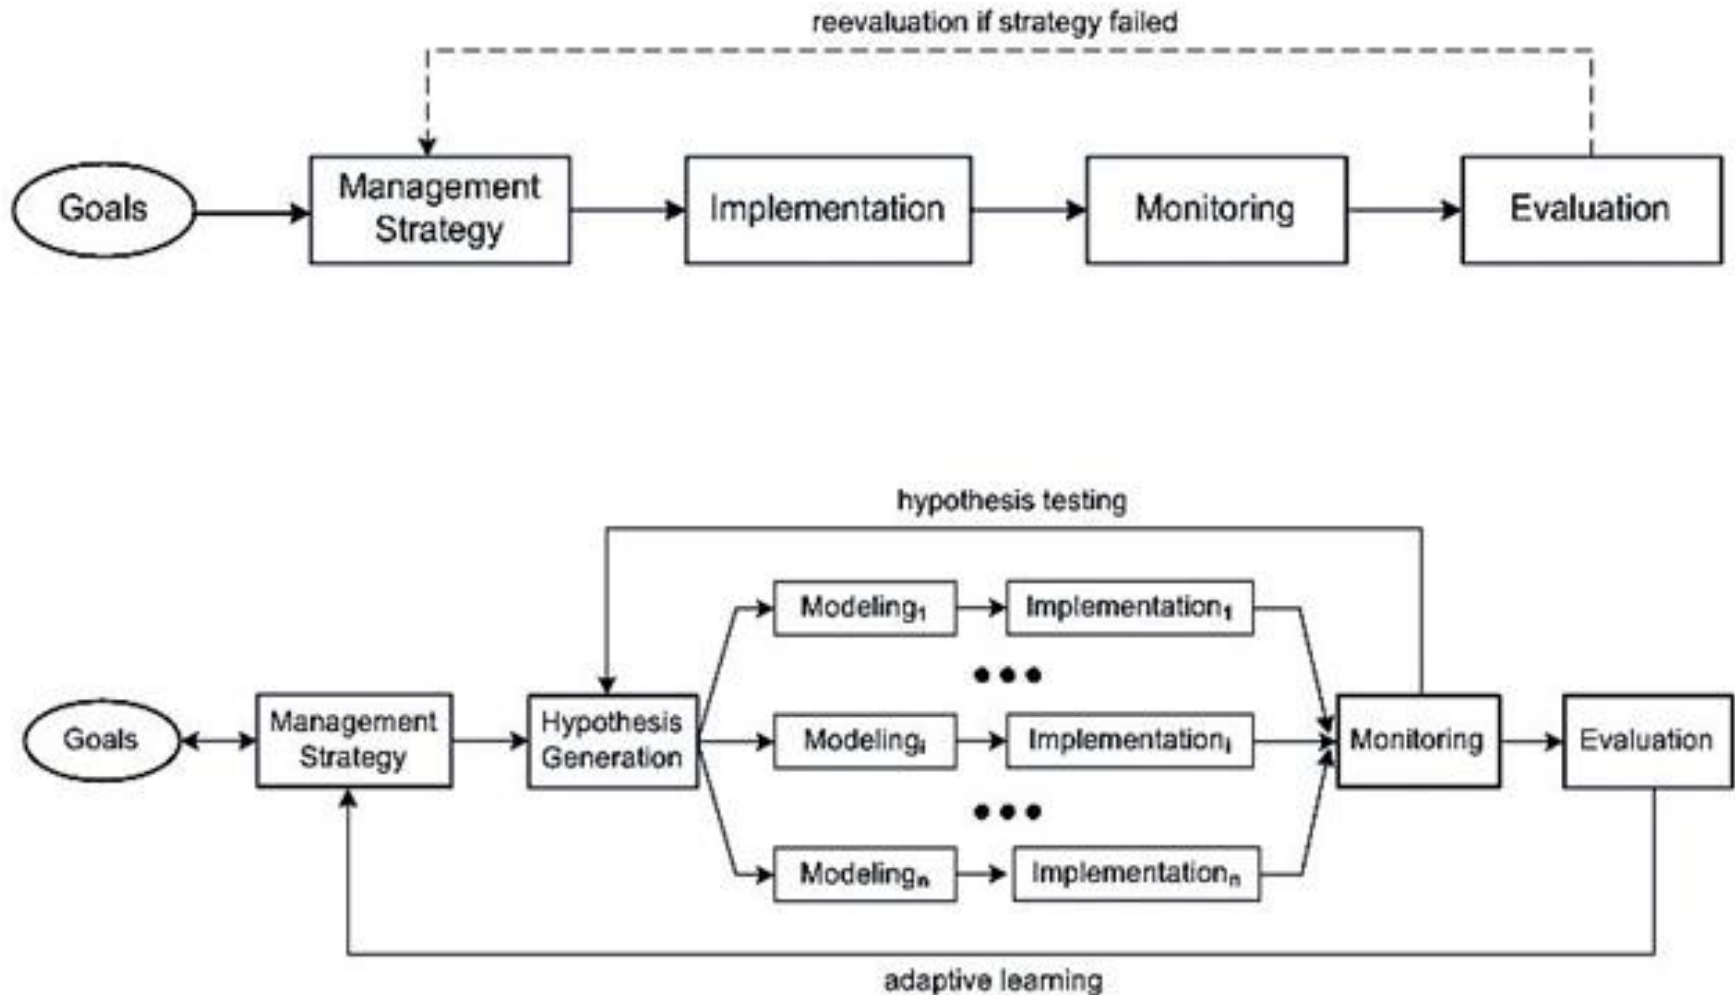 reevaluation if strategy failed
Goals
Management
Strategy
Implementation
Monitoring
Evaluation
hypothesis testing
Modeling₁
Implementation₁
Goals
Management
Strategy
Hypothesis
Generation
Modelingᵢ
Implementationᵢ
Monitoring
Evaluation
Modelingₙ
Implementationₙ
adaptive learning